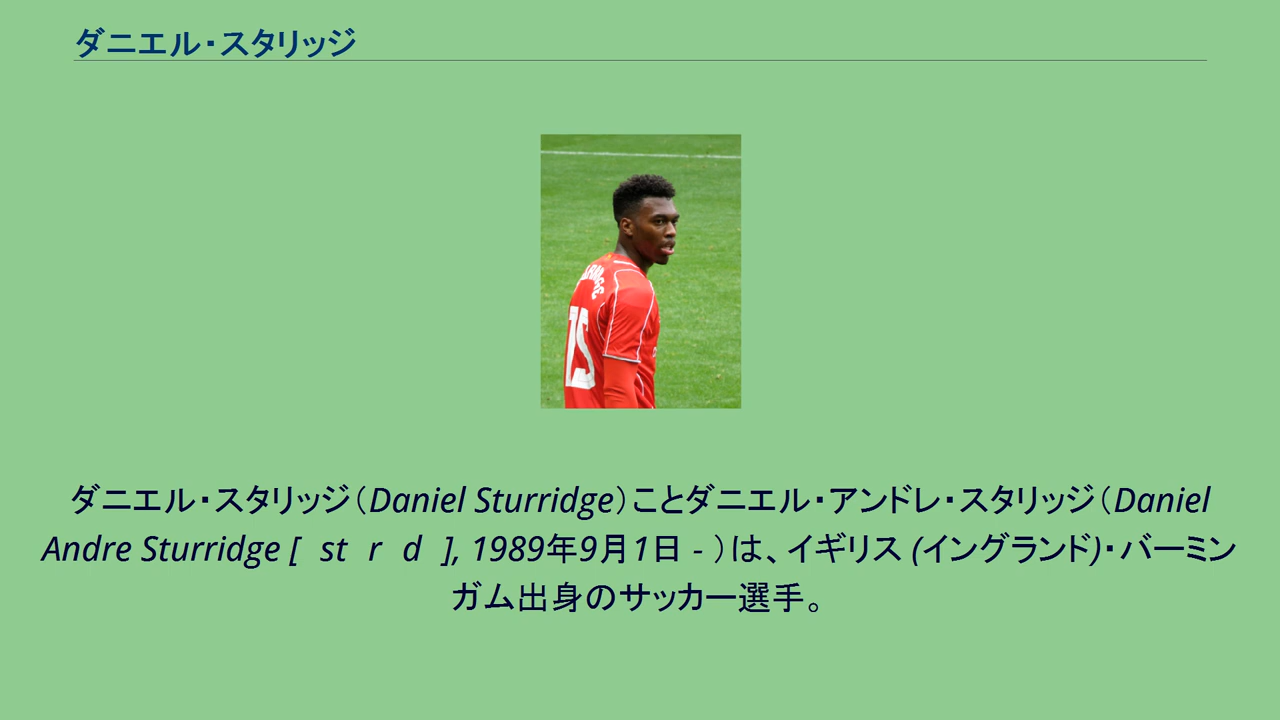 ダニエル・スタリッジ
15
ダニエル・スタリッジ（Daniel Sturridge）ことダニエル・アンドレ・スタリッジ（Daniel
Andre Sturridge [ st r d ], 1989年9月1日 - ）は、イギリス (イングランド)・バーミン
ガム出身のサッカー選手。